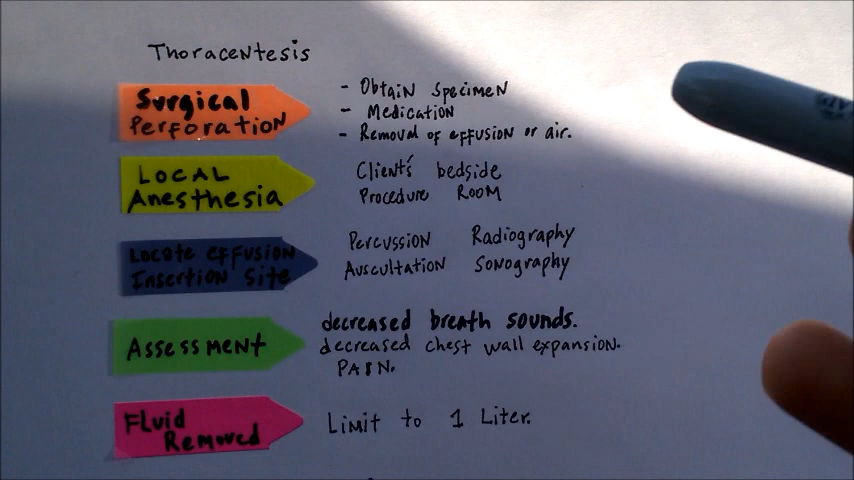 Thoracentesis
Surgical
Perforation
- Obtain Specimen
- Medication
- Removal of effusion or air.
Local
Anesthesia
Client's bedside
Procedure Room
Locate effusion
Insertion Site
Percussion Radiography
Auscultation Sonography
Assessment
decreased breath sounds.
decreased chest wall expansion.
PAIN.
Fluid
Removed
Limit to 1 Liter.